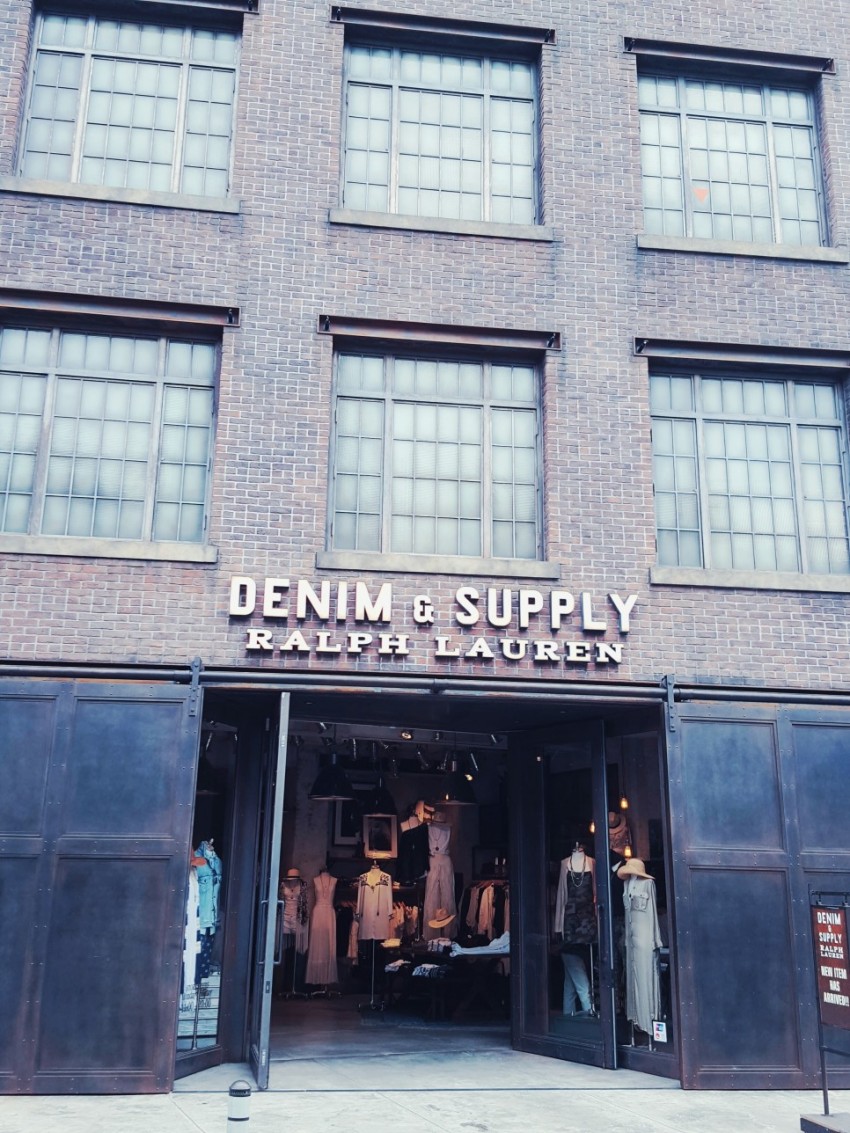 DENIM & SUPPLY
RALPH LAUREN
DENIM
&
SUPPLY
RALPH
LAUREN
NEW ITEM
HAS
ARRIVED!!